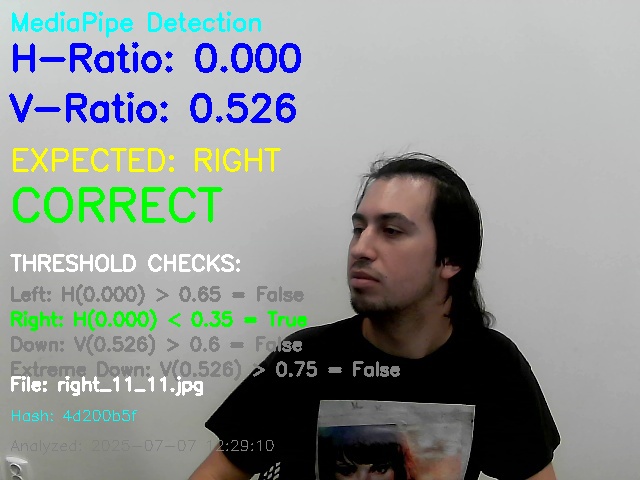 MediaPipe Detection
H-Ratio: 0.000
V-Ratio: 0.526
EXPECTED: RIGHT
CORRECT
THRESHOLD CHECKS:
Left: H(0.000) > 0.65 = False
Right: H(0.000) < 0.35 = True
Down: V(0.526) > 0.6 = False
Extreme Down: V(0.526) > 0.75 = False
File: right_11_11.jpg
Hash: 4d200b5f
Analyzed: 2025-07-07 12:29:10